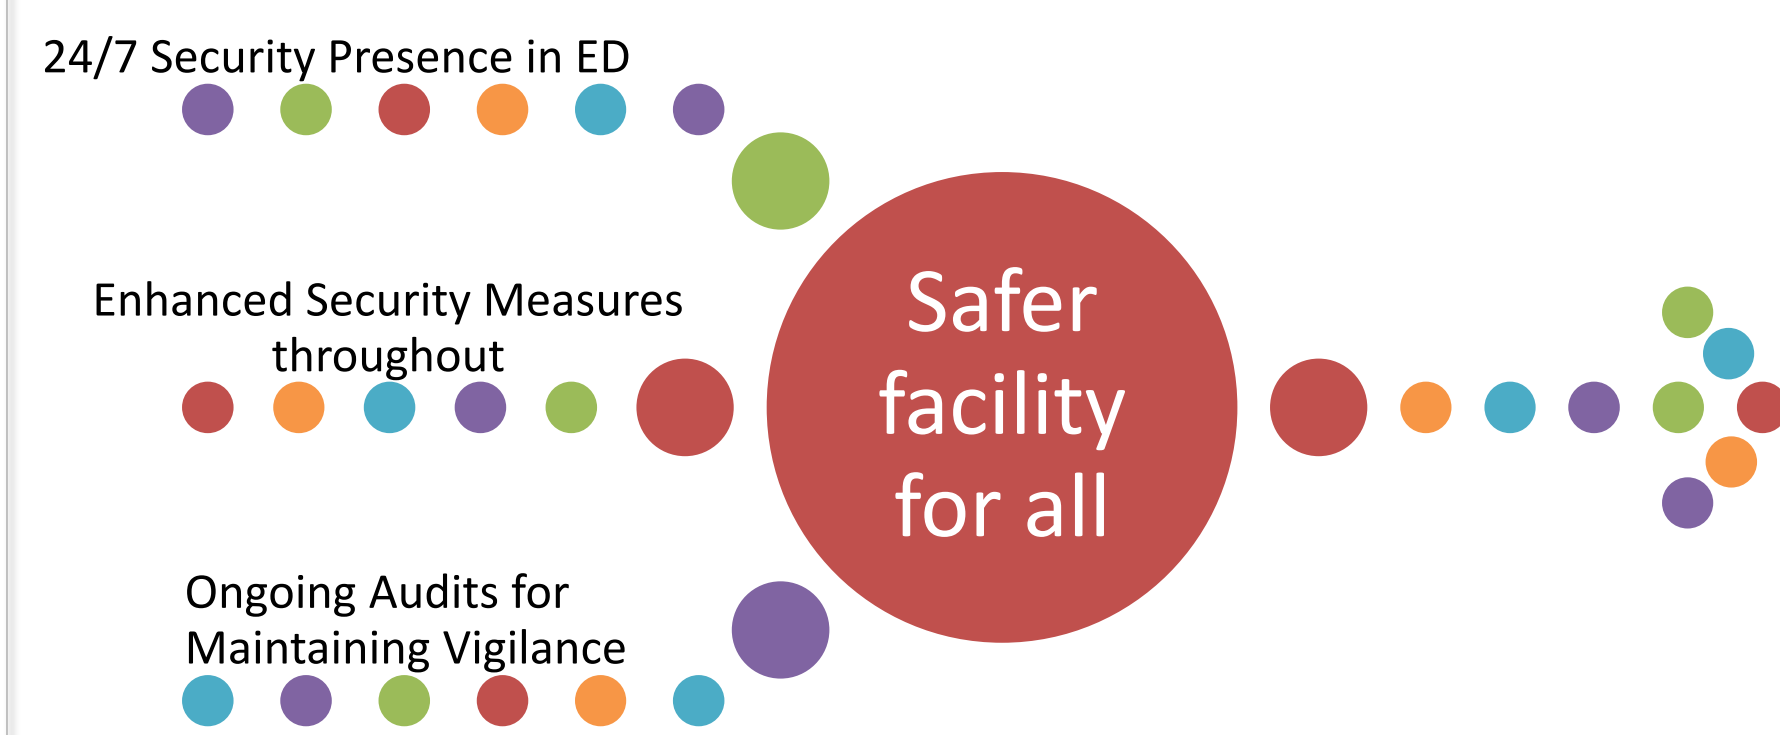 24/7 Security Presence in ED
Enhanced Security Measures
throughout
Safer
facility
for all
Ongoing Audits for
Maintaining Vigilance